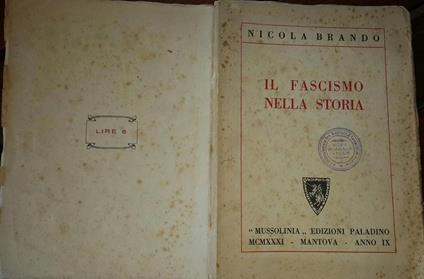 LIRE 6
NICOLA BRANDO
IL FASCISMO
NELLA STORIA
"MUSSOLINIA„ EDIZIONI PALADINO
MCMXXXI - MANTOVA - ANNO IX